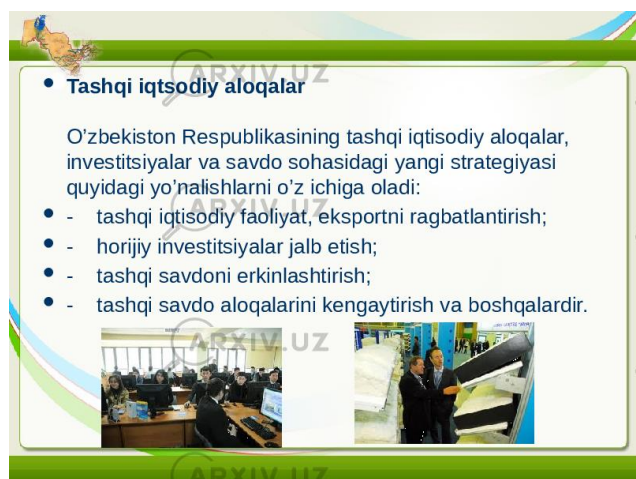 ARXIV.UZ
Tashqi iqtsodiy aloqalar
O’zbekiston Respublikasining tashqi iqtisodiy aloqalar,
investitsiyalar va savdo sohasidagi yangi strategiyasi
quyidagi yo’nalishlarni o’z ichiga oladi:
ARXIV.UZ
- tashqi iqtisodiy faoliyat, eksportni ragbatlantirish;
- horijiy investitsiyalar jalb etish;
- tashqi savdoni erkinlashtirish;
- tashqi savdo aloqalarini kengaytirish va boshqalardir.
ARXIV.UZ
ARXIV.UZ